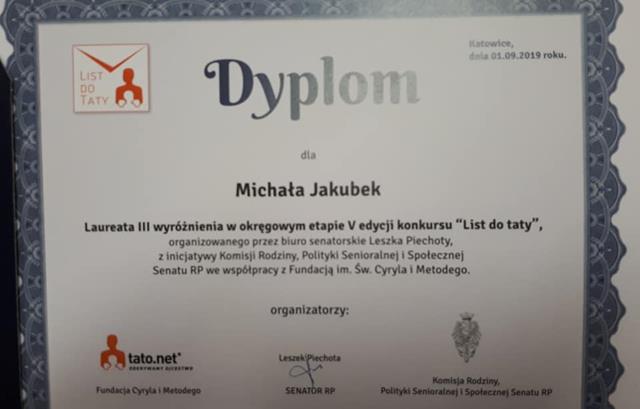 LIST
DO
TATY
Katowice,
dnia 01.09.2019 roku.
Dyplom
dla
Michała Jakubek
Laureata III wyróżnienia w okręgowym etapie V edycji konkursu “List do taty”,
organizowanego przez biuro senatorskie Leszka Piechoty,
z inicjatywy Komisji Rodziny, Polityki Senioralnej i Społecznej
Senatu RP we współpracy z Fundacją im. Św. Cyryla i Metodego.
organizatorzy:
tato.net
ODKRYWAMY OJCOSTWO
Fundacja Cyryla i Metodego
Leszek Piechota
SENATOR RP
Komisja Rodziny,
Polityki Senioralnej i Społecznej Senatu RP